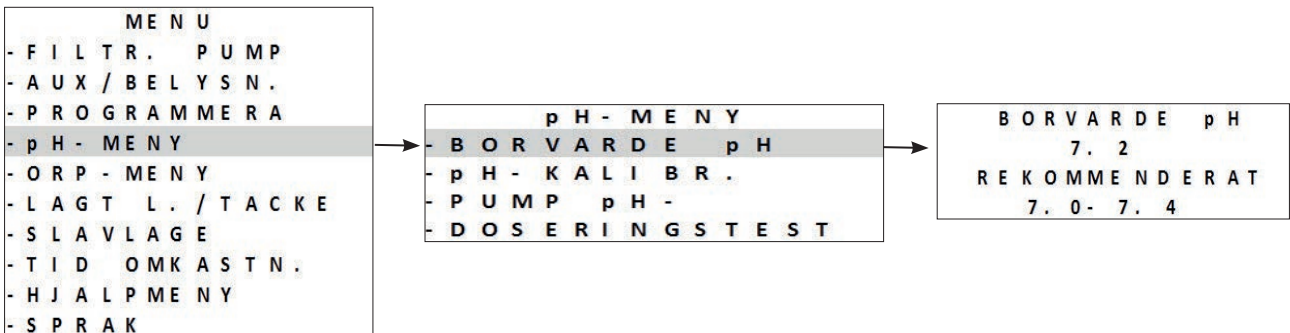 MENU
-FILTR. PUMP
-AUX/BELYSN.
-PROGRAMMERA
-pH-MENY
-ORP-MENY
-LAGT L./TACKE
-SLAVLAGE
-TID OMKASTN.
-HJALPMENY
-SPRAK
pH-MENY
-BORVARDE pH
-pH-KALIBR.
-PUMP pH-
-DOSERINGSTEST
BORVARDE pH
7.2
REKOMMENDERAT
7.0-7.4